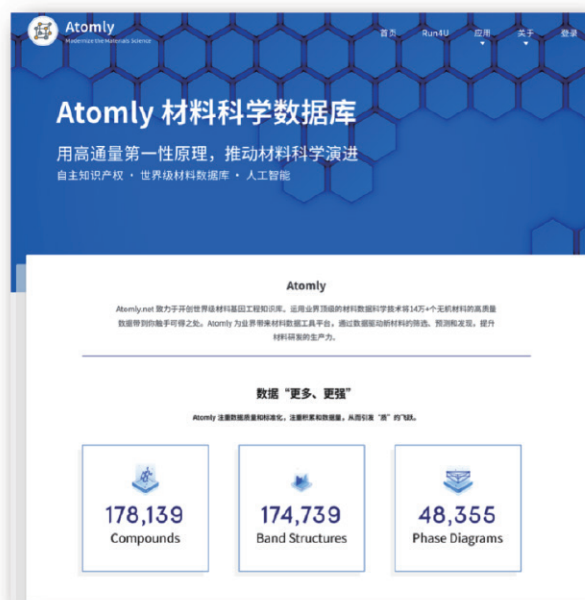 Atomly
Modernize the Materials Science
首页 Run4U 应用 关于 登录
Atomly 材料科学数据库
用高通量第一性原理，推动材料科学演进
自主知识产权 · 世界级材料数据库 · 人工智能
Atomly
Atomly.net 致力于开创世界级材料基因工程知识库。运用业界顶级的材料数据科学技术将14万+个无机材料的高质量
数据带到你触手可得之处。Atomly 为业界带来材料数据工具平台，通过数据驱动新材料的筛选、预测和发现，提升
材料研发的生产力。
数据“更多、更强”
Atomly 注重数据质量和标准化，注重积累和数据量，从而引发“质”的飞跃。
178,139 174,739 48,355
Compounds Band Structures Phase Diagrams